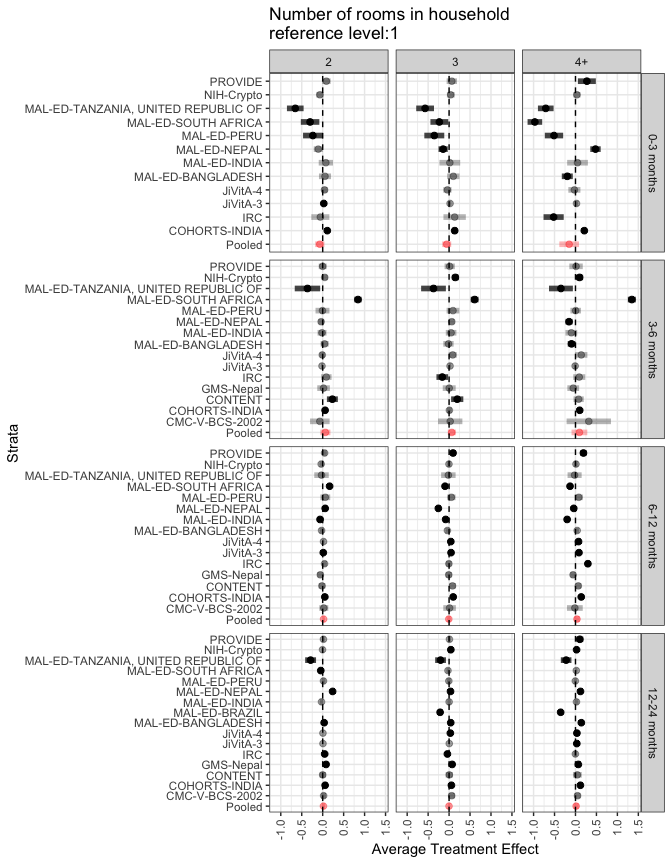 Number of rooms in household
reference level:1
2 3 4+
Strata
PROVIDE
NIH-Crypto
MAL-ED-TANZANIA, UNITED REPUBLIC OF
MAL-ED-SOUTH AFRICA
MAL-ED-PERU
MAL-ED-NEPAL
MAL-ED-INDIA
MAL-ED-BANGLADESH
JiVitA-4
JiVitA-3
IRC
COHORTS-INDIA
Pooled
0-3 months
PROVIDE
NIH-Crypto
MAL-ED-TANZANIA, UNITED REPUBLIC OF
MAL-ED-SOUTH AFRICA
MAL-ED-PERU
MAL-ED-NEPAL
MAL-ED-INDIA
MAL-ED-BANGLADESH
JiVitA-4
JiVitA-3
IRC
GMS-Nepal
CONTENT
COHORTS-INDIA
CMC-V-BCS-2002
Pooled
3-6 months
PROVIDE
NIH-Crypto
MAL-ED-TANZANIA, UNITED REPUBLIC OF
MAL-ED-SOUTH AFRICA
MAL-ED-PERU
MAL-ED-NEPAL
MAL-ED-INDIA
MAL-ED-BANGLADESH
JiVitA-4
JiVitA-3
IRC
GMS-Nepal
CONTENT
COHORTS-INDIA
CMC-V-BCS-2002
Pooled
6-12 months
PROVIDE
NIH-Crypto
MAL-ED-TANZANIA, UNITED REPUBLIC OF
MAL-ED-SOUTH AFRICA
MAL-ED-PERU
MAL-ED-NEPAL
MAL-ED-INDIA
MAL-ED-BRAZIL
MAL-ED-BANGLADESH
JiVitA-4
JiVitA-3
IRC
GMS-Nepal
CONTENT
COHORTS-INDIA
CMC-V-BCS-2002
Pooled
12-24 months
-1.0 -0.5 0.0 0.5 1.0 1.5 -1.0 -0.5 0.0 0.5 1.0 1.5 -1.0 -0.5 0.0 0.5 1.0 1.5
Average Treatment Effect